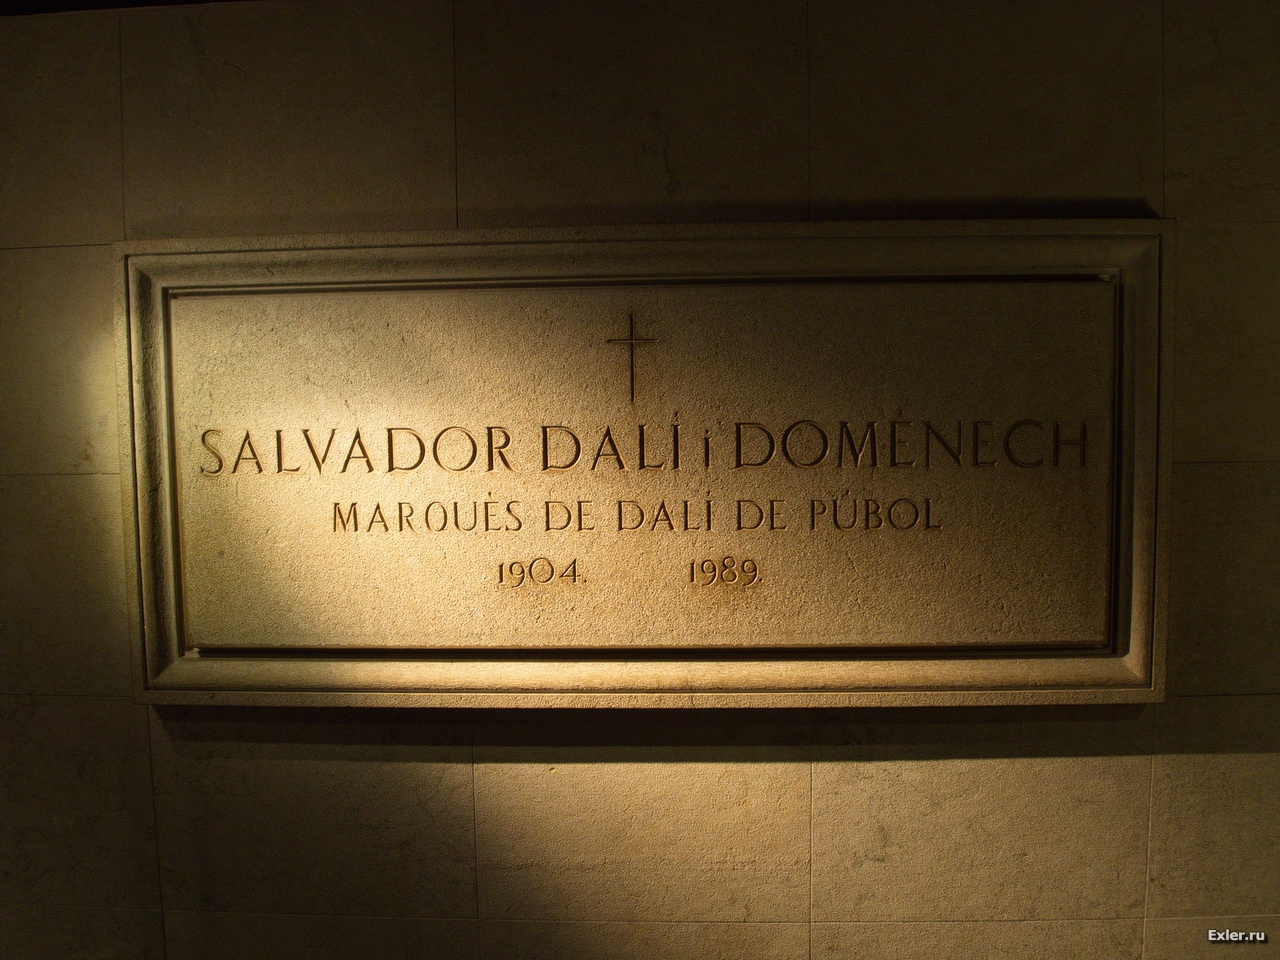 SALVADOR DALÍ i DOMÈNECH
MARQUÈS DE DALÍ DE PÚBOL
1904. 1989.
Exler.ru